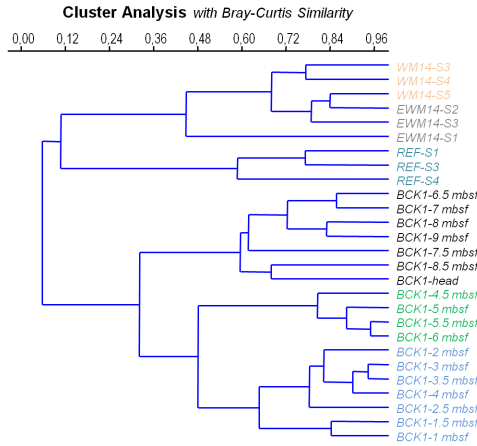 Cluster Analysis with Bray-Curtis Similarity
0,00 0,12 0,24 0,36 0,48 0,60 0,72 0,84 0,96
WM14-S3
WM14-S4
WM14-S5
EWM14-S2
EWM14-S3
EWM14-S1
REF-S1
REF-S3
REF-S4
BCK1-6.5 mbsf
BCK1-7 mbsf
BCK1-8 mbsf
BCK1-9 mbsf
BCK1-7.5 mbsf
BCK1-8.5 mbsf
BCK1-head
BCK1-4.5 mbsf
BCK1-5 mbsf
BCK1-5.5 mbsf
BCK1-6 mbsf
BCK1-2 mbsf
BCK1-3 mbsf
BCK1-3.5 mbsf
BCK1-4 mbsf
BCK1-2.5 mbsf
BCK1-1.5 mbsf
BCK1-1 mbsf